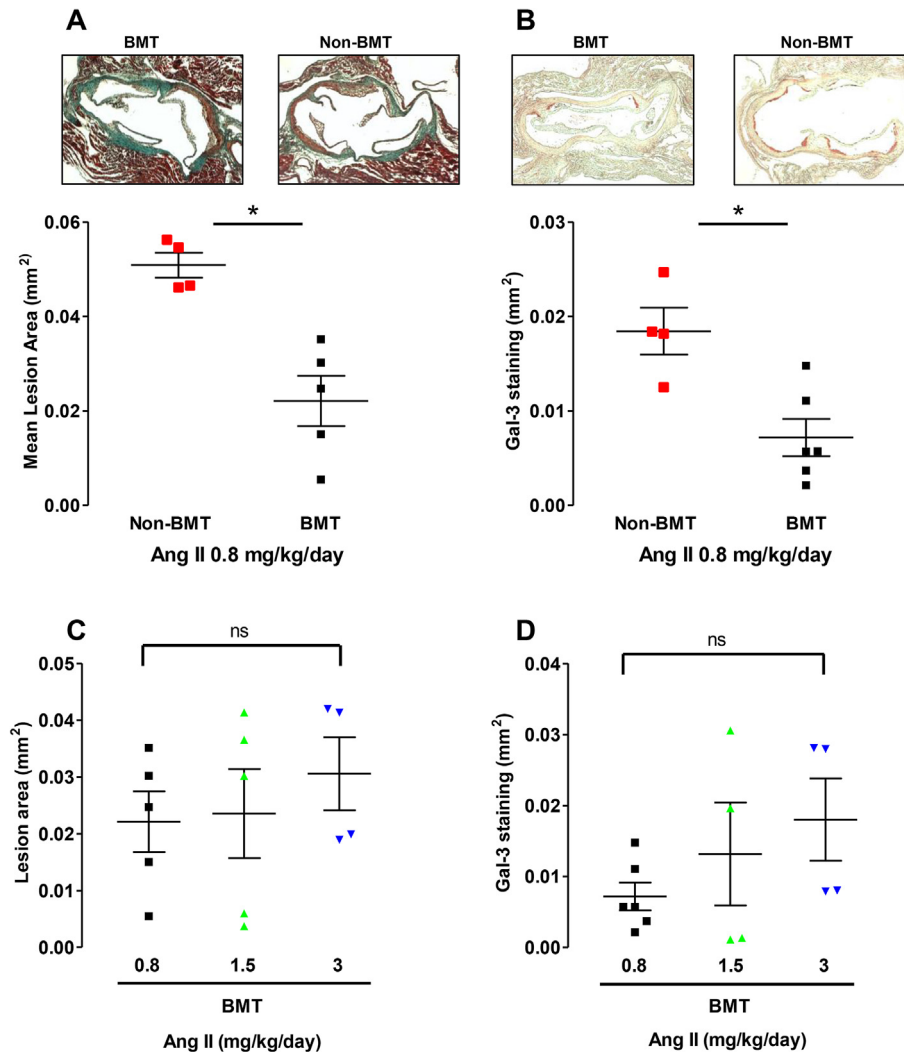 A
BMT
Non-BMT
*
Mean Lesion Area (mm²)
0.06
0.04
0.02
0.00
Non-BMT
BMT
Ang II 0.8 mg/kg/day
B
BMT
Non-BMT
*
Gal-3 staining (mm²)
0.03
0.02
0.01
0.00
Non-BMT
BMT
Ang II 0.8 mg/kg/day
C
ns
Lesion area (mm²)
0.05
0.04
0.03
0.02
0.01
0.00
0.8 1.5 3
BMT
Ang II (mg/kg/day)
D
ns
Gal-3 staining (mm²)
0.04
0.03
0.02
0.01
0.00
0.8 1.5 3
BMT
Ang II (mg/kg/day)